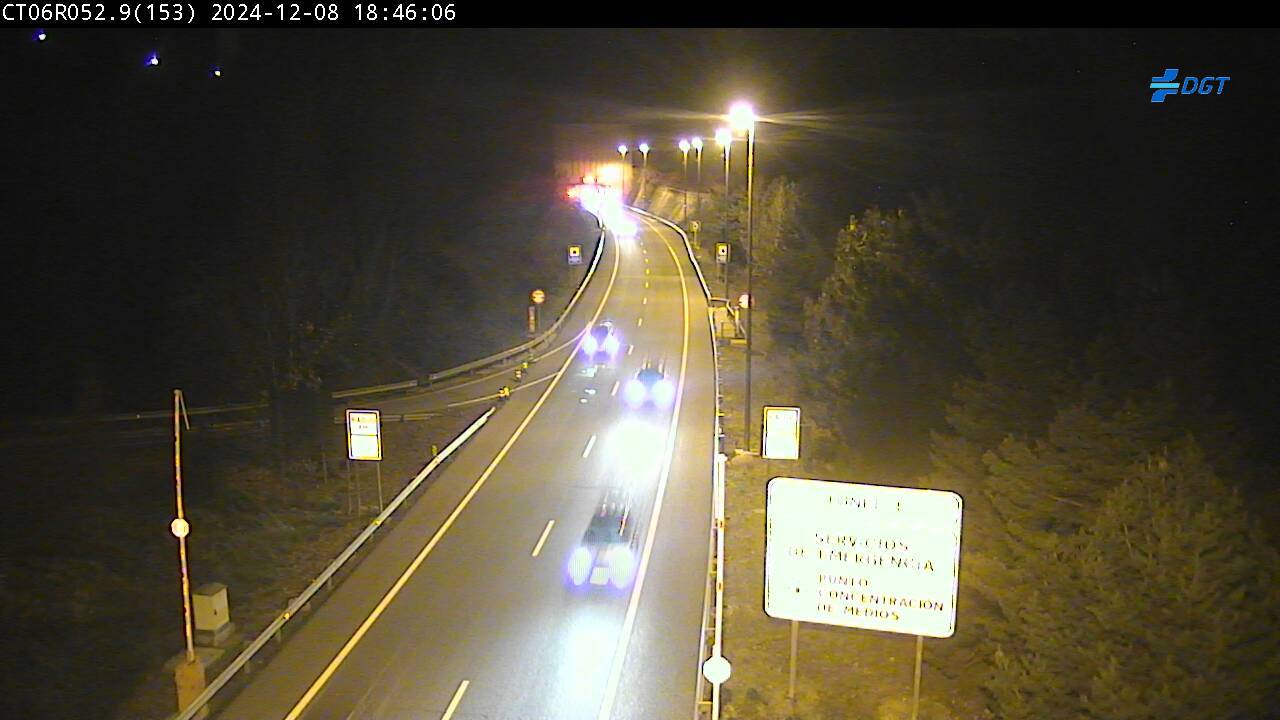 CT06R052.9(153) 2024-12-08 18:46:06
DGT
SERVICIOS
DE EMERGENCIA
PUNTO
CONCENTRACION
DE MEDIOS